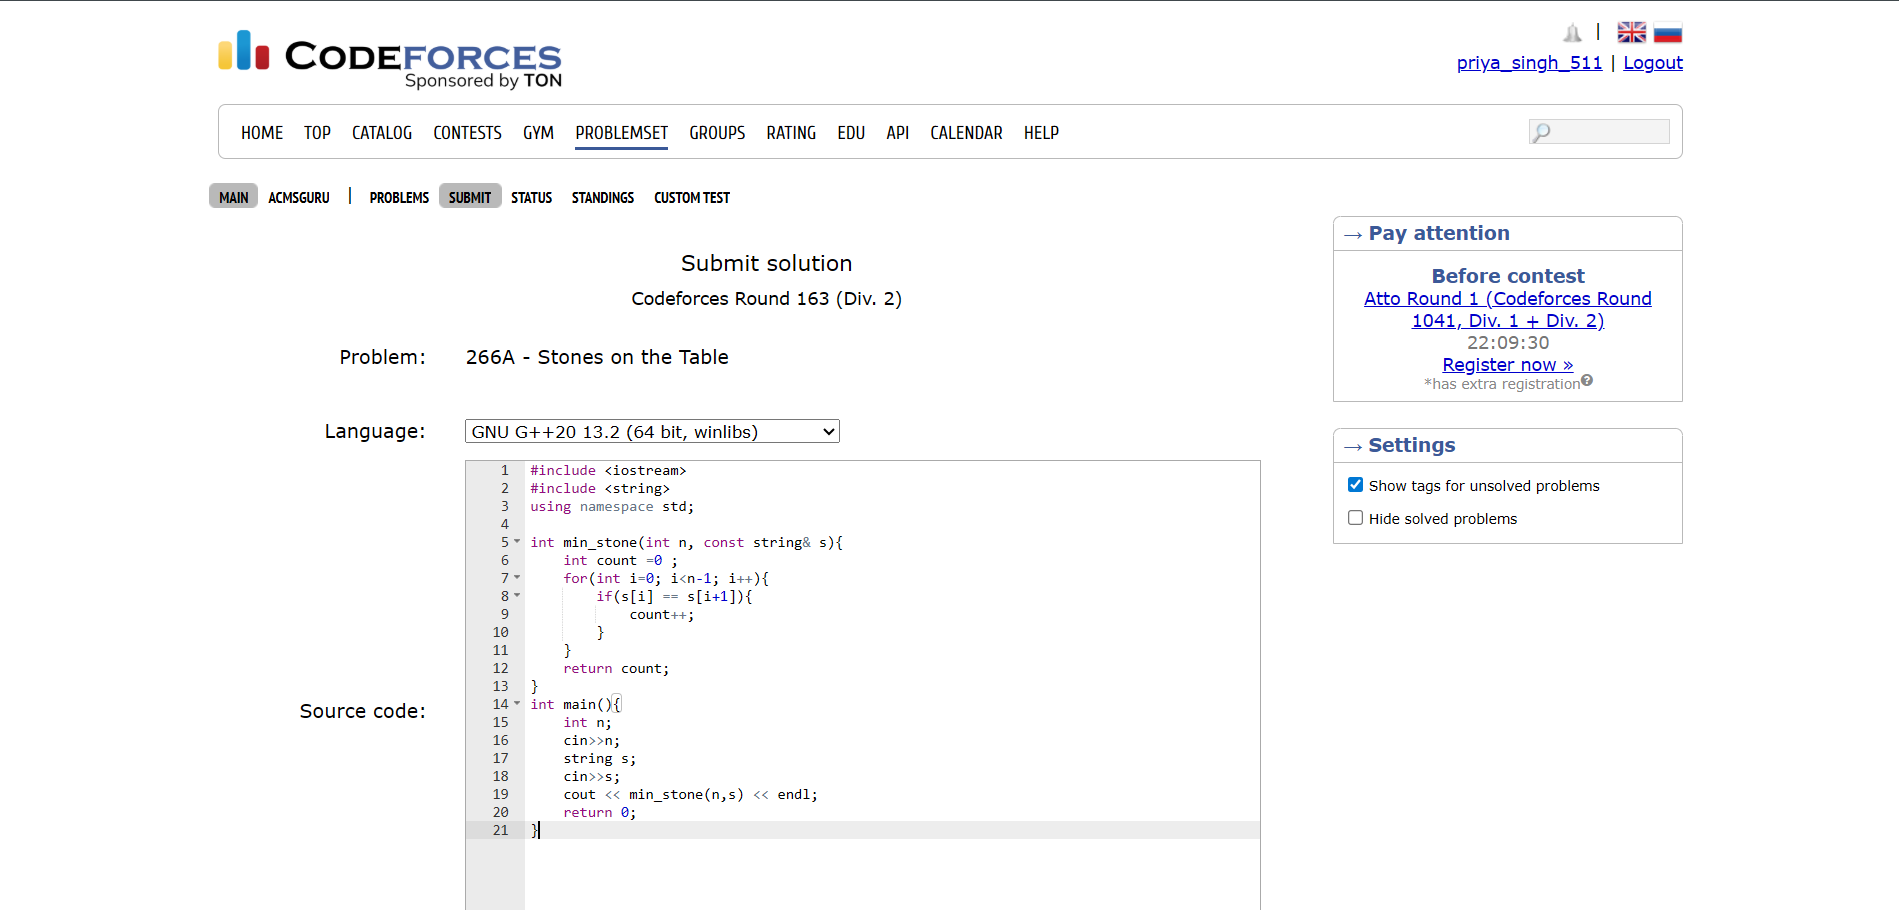 CODEFORCES
Sponsored by TON
|
priya_singh_511 | Logout
HOME TOP CATALOG CONTESTS GYM PROBLEMSET GROUPS RATING EDU API CALENDAR HELP
MAIN ACMSGURU | PROBLEMS SUBMIT STATUS STANDINGS CUSTOM TEST
Submit solution
Codeforces Round 163 (Div. 2)
Problem: 266A - Stones on the Table
Language: GNU G++20 13.2 (64 bit, winlibs)
Source code:
1 #include <iostream>
2 #include <string>
3 using namespace std;
4
5 int min_stone(int n, const string& s){
6     int count =0 ;
7     for(int i=0; i<n-1; i++){
8         if(s[i] == s[i+1]){
9             count++;
10         }
11     }
12     return count;
13 }
14 int main(){
15     int n;
16     cin>>n;
17     string s;
18     cin>>s;
19     cout << min_stone(n,s) << endl;
20     return 0;
21 }
→ Pay attention
Before contest
Atto Round 1 (Codeforces Round
1041, Div. 1 + Div. 2)
22:09:30
Register now »
*has extra registration?
→ Settings
Show tags for unsolved problems
Hide solved problems